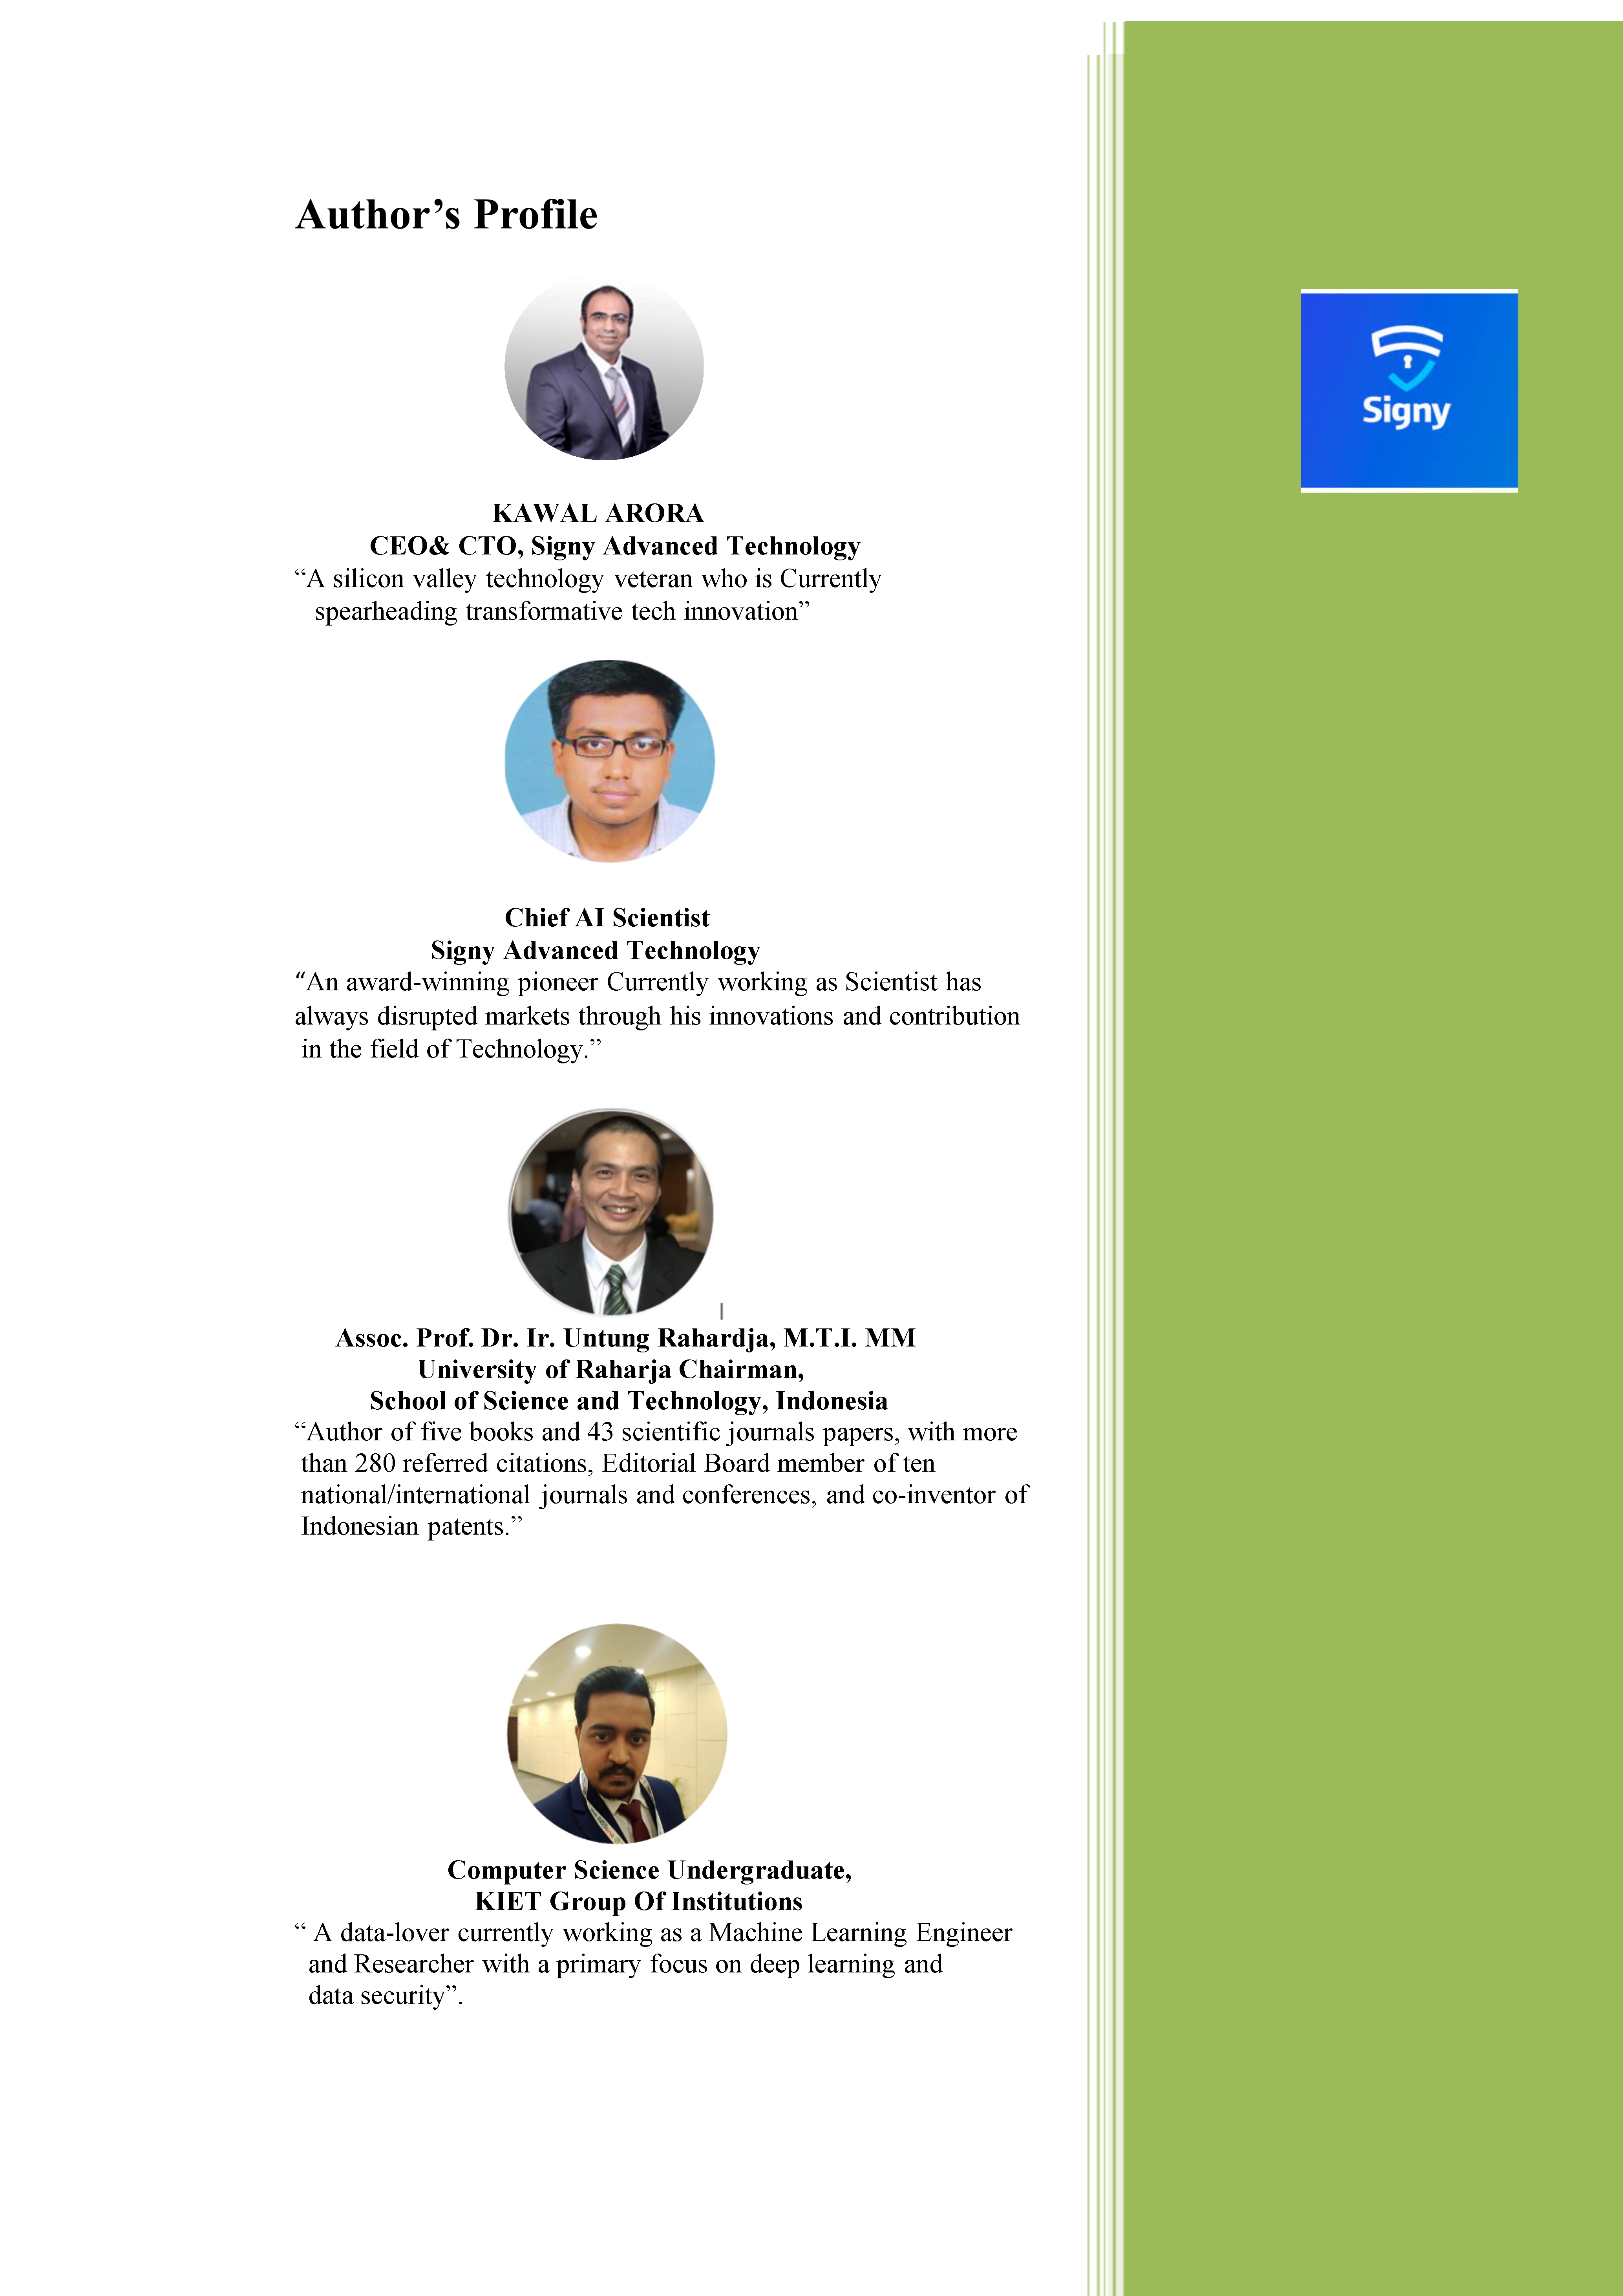 Author’s Profile
Signy
KAWAL ARORA
CEO& CTO, Signy Advanced Technology
“A silicon valley technology veteran who is Currently
spearheading transformative tech innovation”
Chief AI Scientist
Signy Advanced Technology
“An award-winning pioneer Currently working as Scientist has
always disrupted markets through his innovations and contribution
in the field of Technology.”
Assoc. Prof. Dr. Ir. Untung Rahardja, M.T.I. MM
University of Raharja Chairman,
School of Science and Technology, Indonesia
“Author of five books and 43 scientific journals papers, with more
than 280 referred citations, Editorial Board member of ten
national/international journals and conferences, and co-inventor of
Indonesian patents.”
Computer Science Undergraduate,
KIET Group Of Institutions
“ A data-lover currently working as a Machine Learning Engineer
and Researcher with a primary focus on deep learning and
data security”.